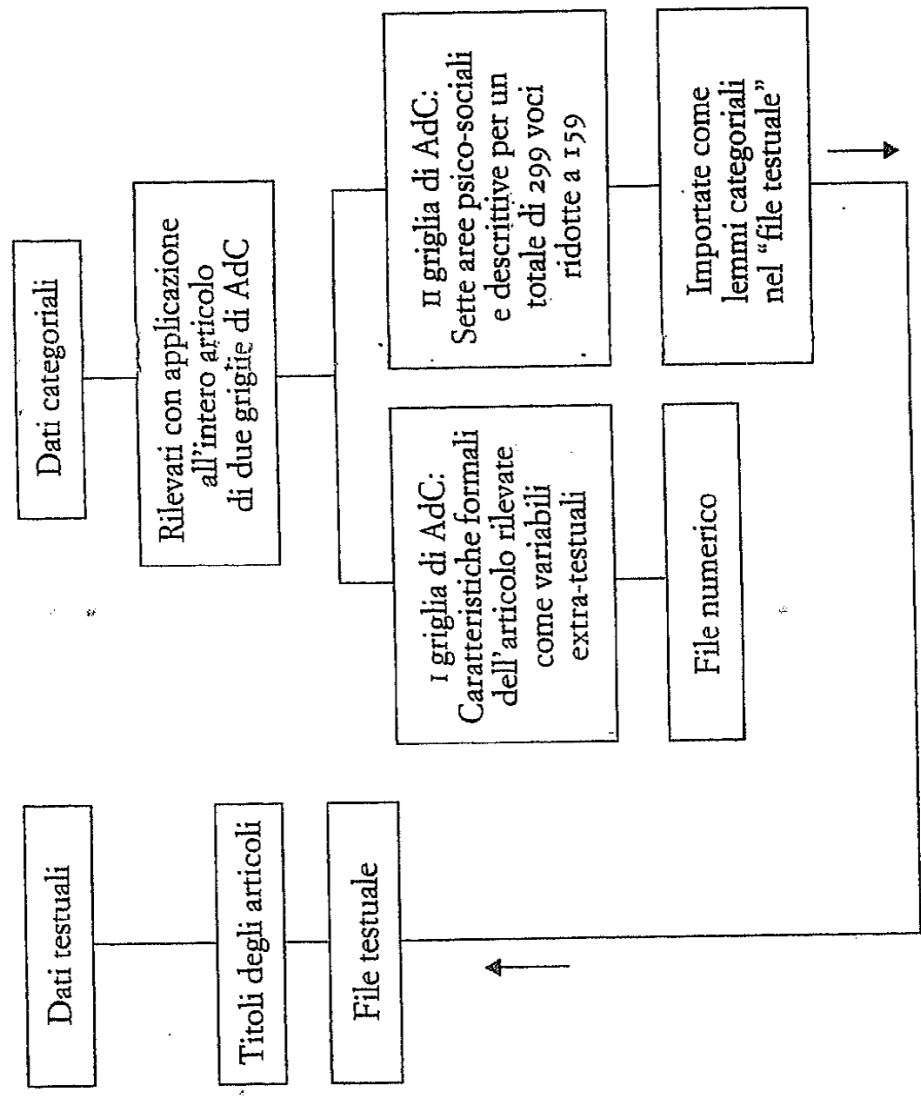 Dati testuali
Titoli degli articoli
File testuale
Dati categoriali
Rilevati con applicazione
all'intero articolo
di due griglie di AdC
I griglia di AdC:
Caratteristiche formali
dell'articolo rilevate
come variabili
extra-testuali
File numerico
II griglia di AdC:
Sette aree psico-sociali
e descrittive per un
totale di 299 voci
ridotte a 159
Importate come
lemmi categoriali
nel "file testuale"